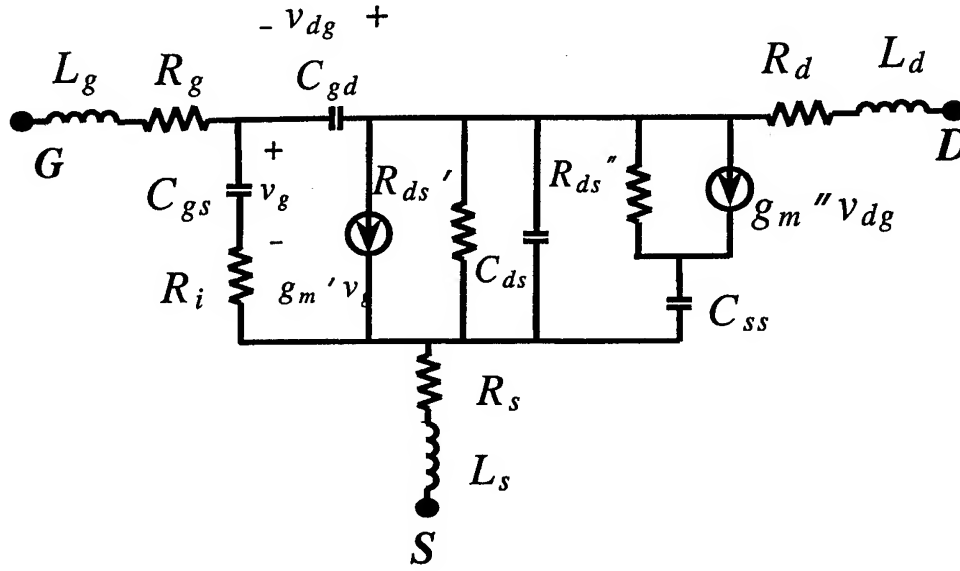 - v_dg +
L_g
R_g
C_gd
R_d
L_d
G
D
+
C_gs
v_g
-
R_i
R_ds'
g_m' v_g
C_ds
R_ds"
g_m" v_dg
C_ss
R_s
L_s
S